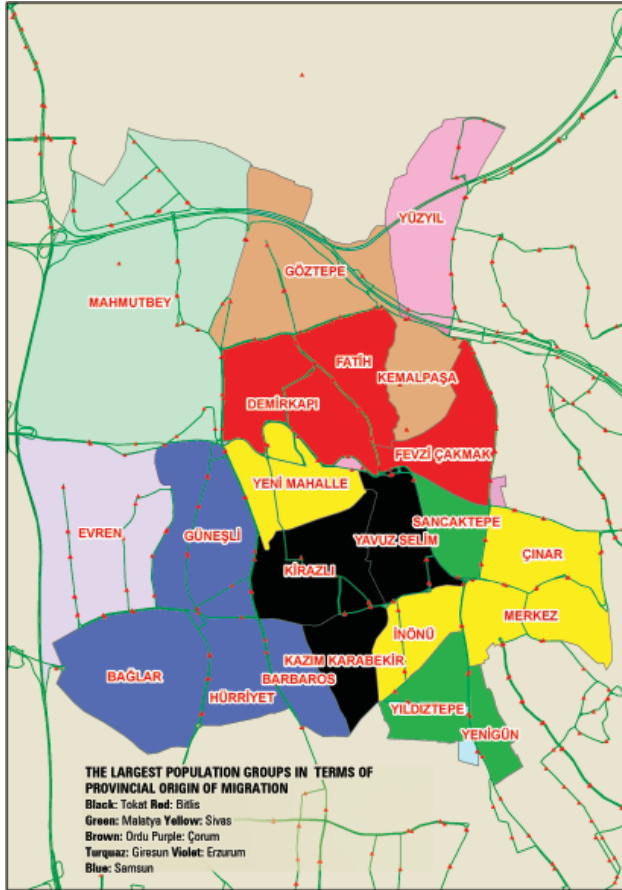 YÜZYIL
GÖZTEPE
MAHMUTBEY
FATİH
KEMALPAŞA
DEMİRKAPI
FEVZİ ÇAKMAK
YENİ MAHALLE
SANCAKTEPE
EVREN
GÜNEŞLİ
YAVUZ SELİM
ÇINAR
KİRAZLI
MERKEZ
İNÖNÜ
KAZIM KARABEKİR
BAĞLAR
BARBAROS
HÜRRİYET
YILDIZTEPE
YENİGÜN
THE LARGEST POPULATION GROUPS IN TERMS OF
PROVINCIAL ORIGIN OF MIGRATION
Black: Tokat Red: Bitlis
Green: Malatya Yellow: Sivas
Brown: Ordu Purple: Çorum
Turquaz: Giresun Violet: Erzurum
Blue: Samsun